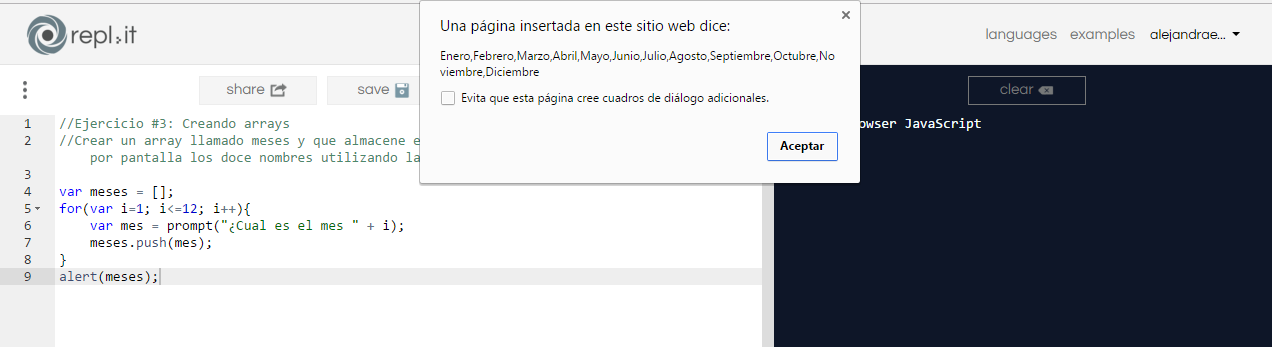 repl.it
languages examples alejandrae...
Una página insertada en este sitio web dice:
Enero,Febrero,Marzo,Abril,Mayo,Junio,Julio,Agosto,Septiembre,Octubre,No
viembre,Diciembre
Evita que esta página cree cuadros de diálogo adicionales.
Aceptar
share save
clear
1 //Ejercicio #3: Creando arrays
2 //Crear un array llamado meses y que almacene
por pantalla los doce nombres utilizando
3
4 var meses = [];
5 for(var i=1; i<=12; i++){
6 var mes = prompt("¿Cual es el mes " + i);
7 meses.push(mes);
8 }
9 alert(meses);
JavaScript